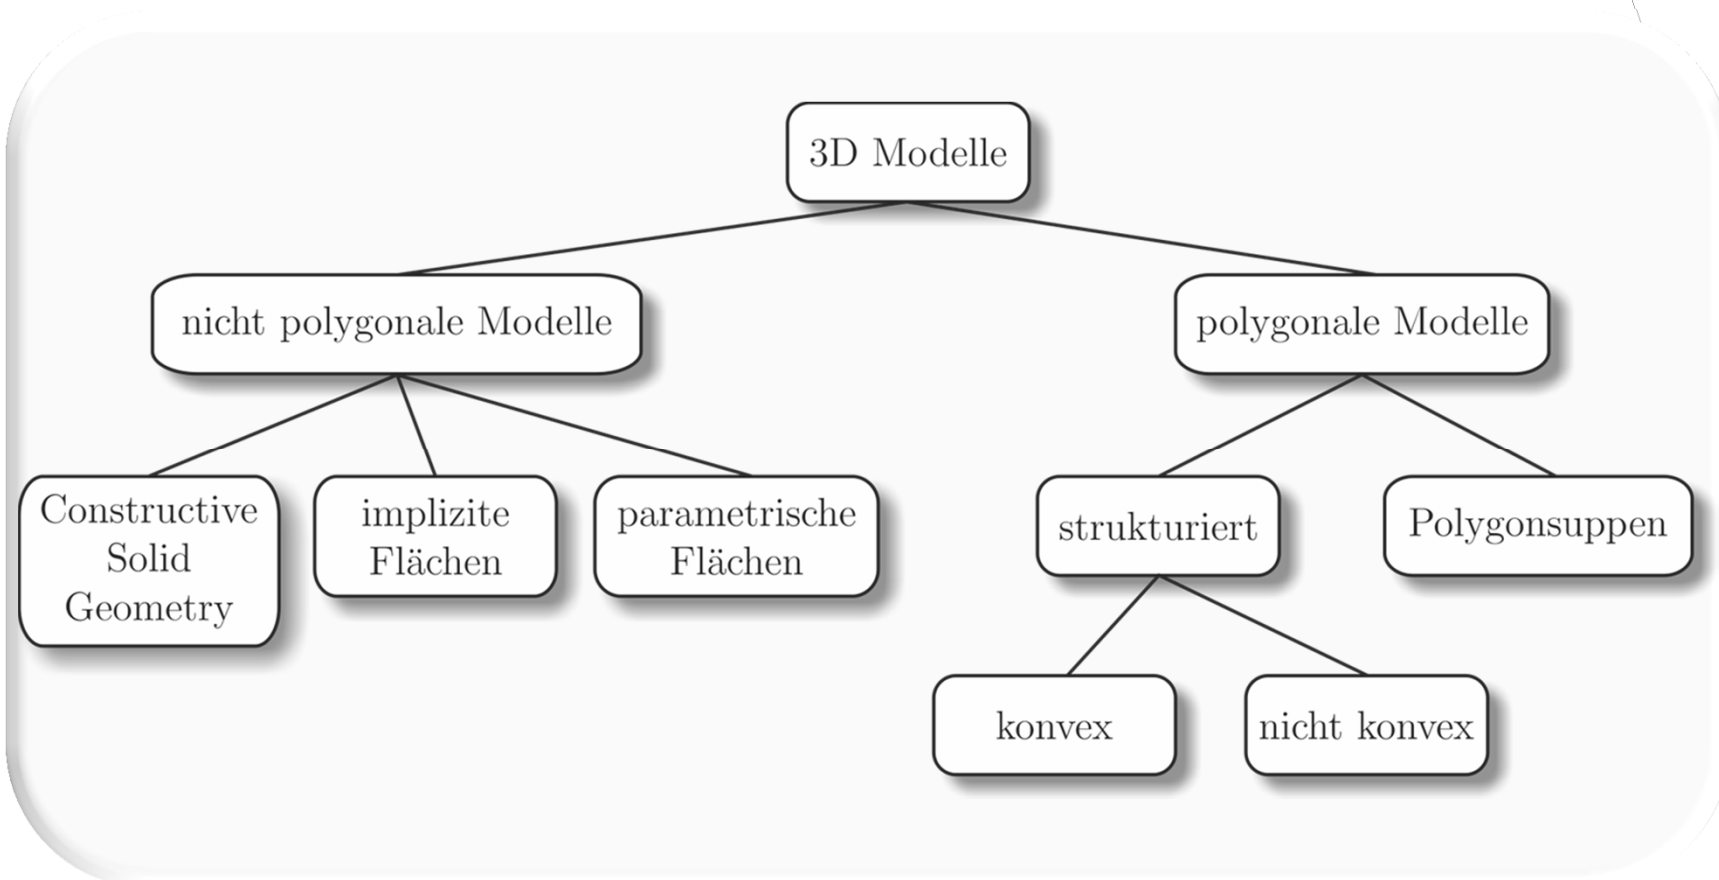 3D Modelle
nicht polygonale Modelle
polygonale Modelle
Constructive
Solid
Geometry
implizite
Flächen
parametrische
Flächen
strukturiert
Polygonsuppen
konvex
nicht konvex